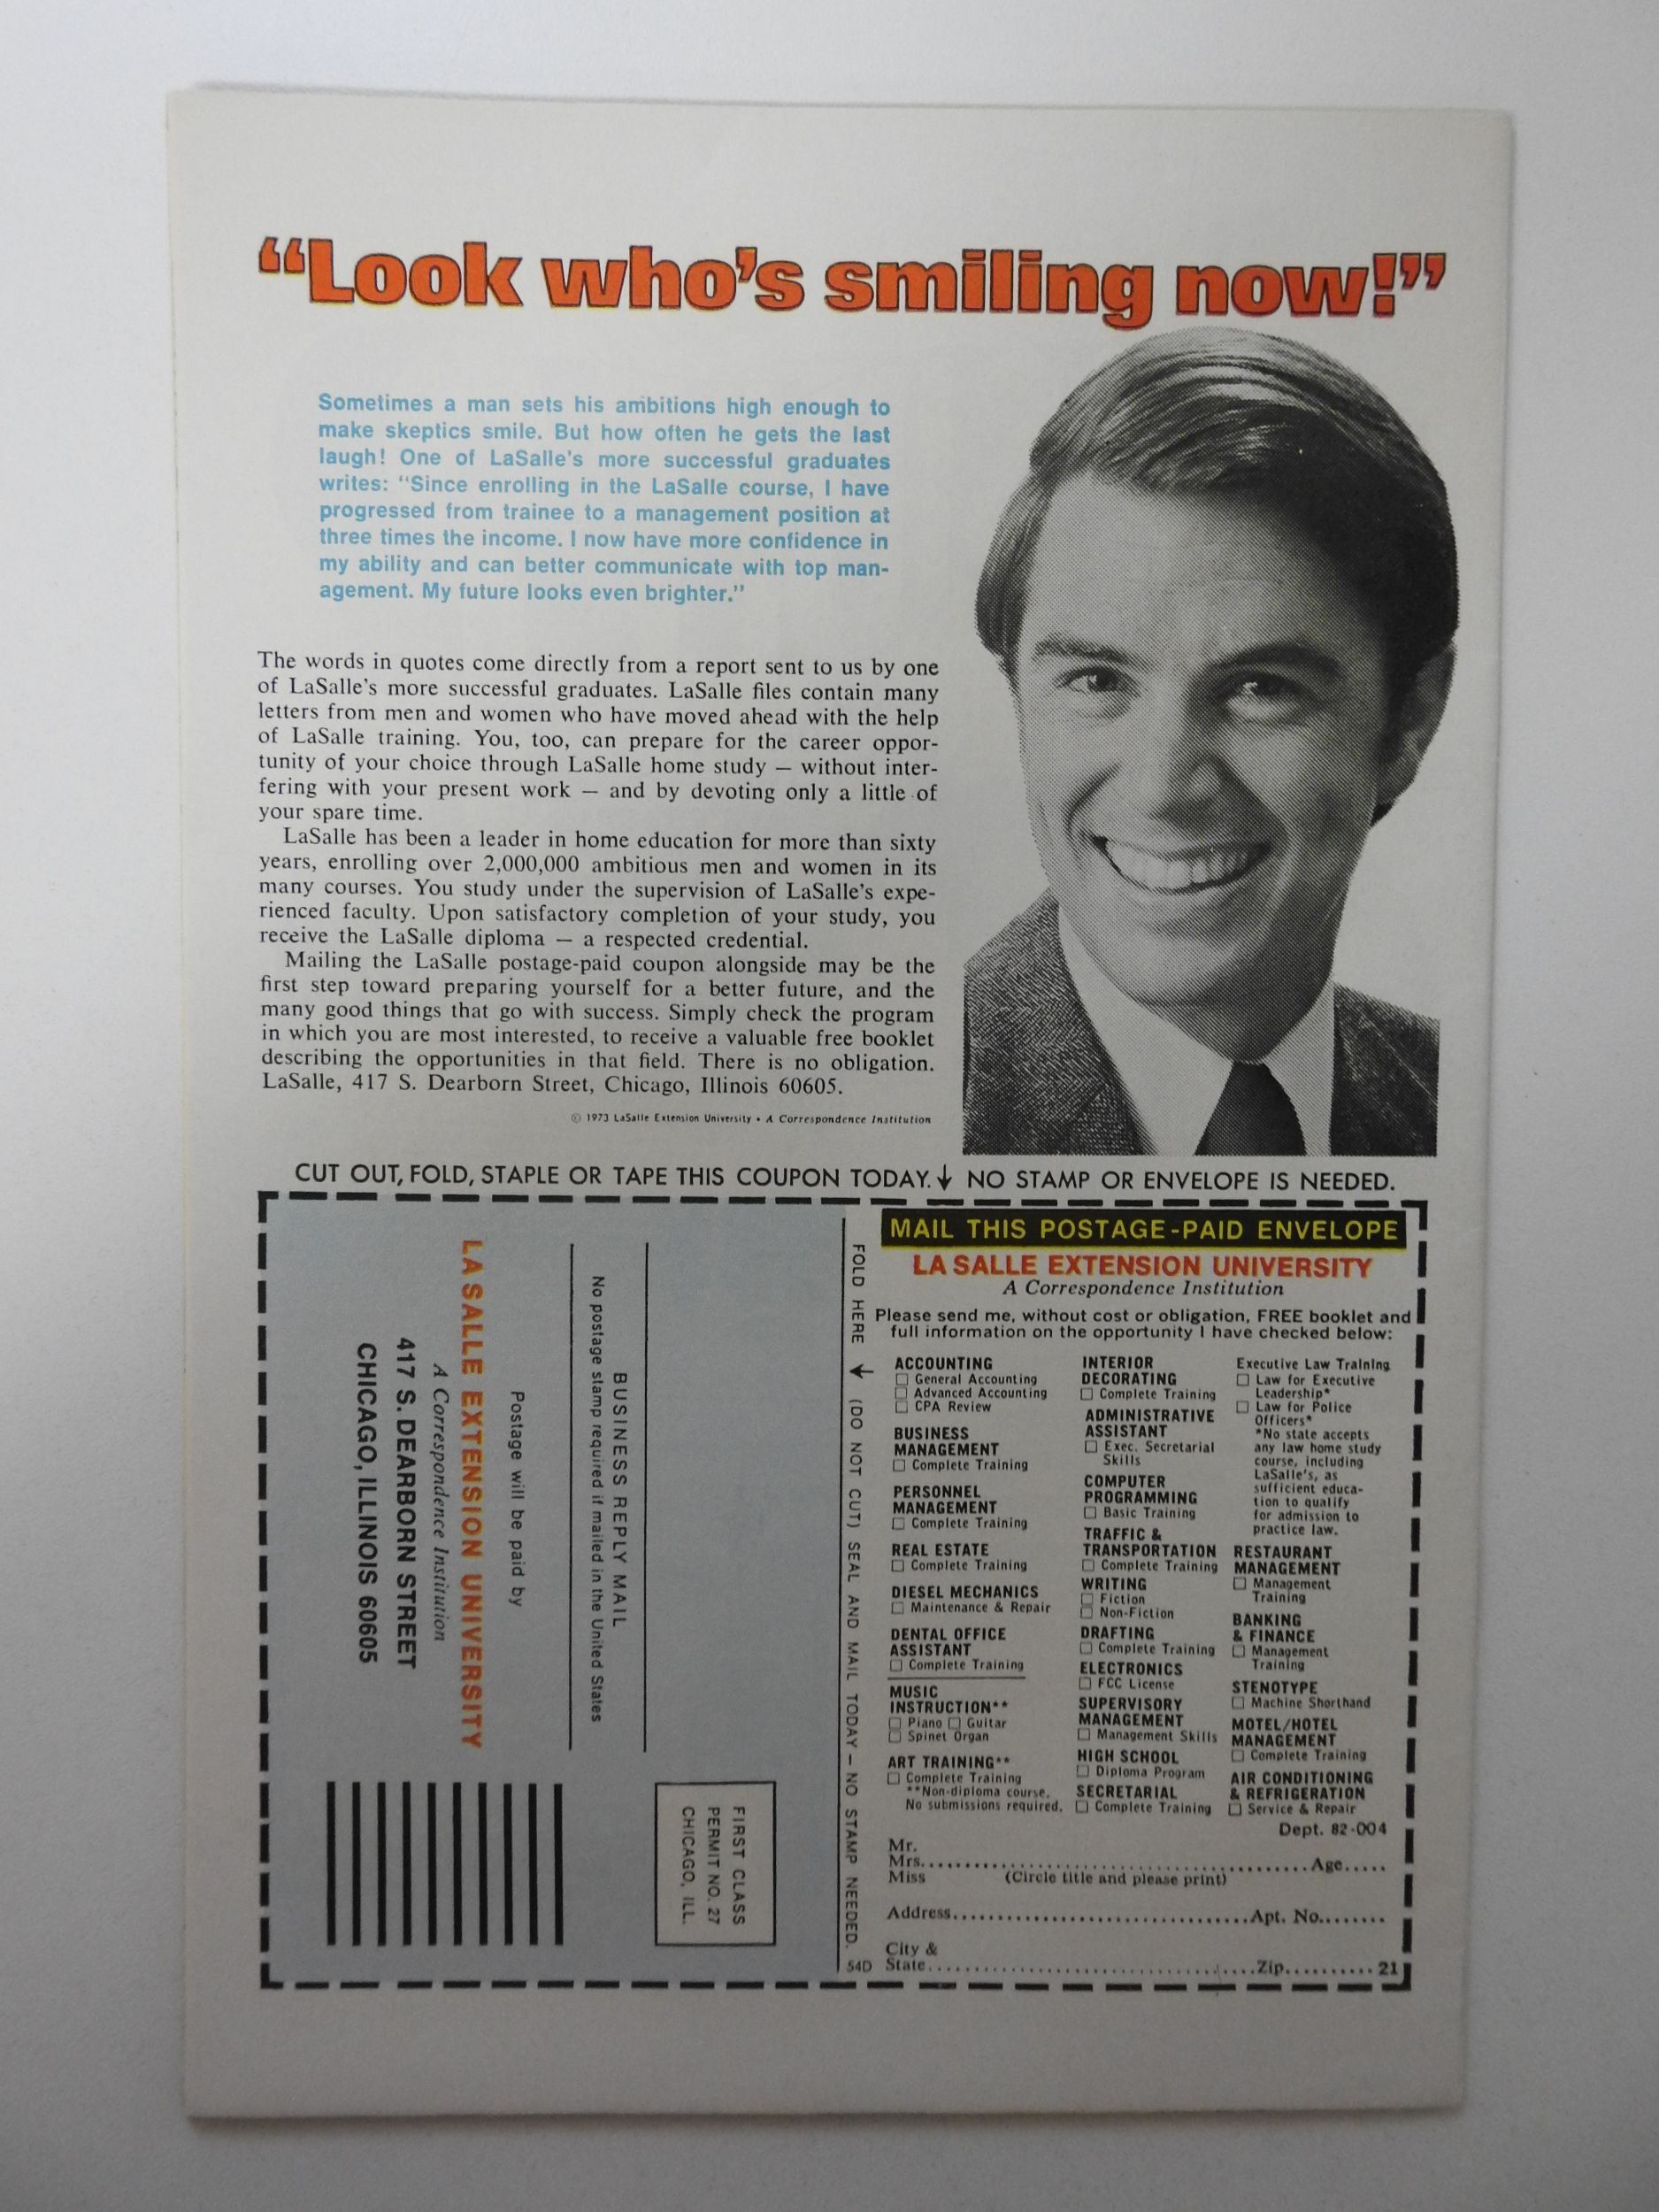 “Look who’s smiling now!”
Sometimes a man sets his ambitions high enough to
make skeptics smile. But how often he gets the last
laugh! One of LaSalle's more successful graduates
writes: “Since enrolling in the LaSalle course, I have
progressed from trainee to a management position at
three times the income. I now have more confidence in
my ability and can better communicate with top man-
agement. My future looks even brighter.”
The words in quotes come directly from a report sent to us by one
of LaSalle's more successful graduates. LaSalle files contain many
letters from men and women who have moved ahead with the help
of LaSalle training. You, too, can prepare for the career oppor-
tunity of your choice through LaSalle home study — without inter-
fering with your present work — and by devoting only a little of
your spare time.
LaSalle has been a leader in home education for more than sixty
years, enrolling over 2,000,000 ambitious men and women in its
many courses. You study under the supervision of LaSalle's expe-
rienced faculty. Upon satisfactory completion of your study, you
receive the LaSalle diploma — a respected credential.
Mailing the LaSalle postage-paid coupon alongside may be the
first step toward preparing yourself for a better future, and the
many good things that go with success. Simply check the program
in which you are most interested, to receive a valuable free booklet
describing the opportunities in that field. There is no obligation.
LaSalle, 417 S. Dearborn Street, Chicago, Illinois 60605.
© 1973 LaSalle Extension University • A Correspondence Institution
CUT OUT, FOLD, STAPLE OR TAPE THIS COUPON TODAY. ↓ NO STAMP OR ENVELOPE IS NEEDED.
FIRST CLASS
PERMIT NO. 27
CHICAGO, ILL.
BUSINESS REPLY MAIL
No postage stamp required if mailed in the United States
Postage will be paid by
LA SALLE EXTENSION UNIVERSITY
A Correspondence Institution
417 S. DEARBORN STREET
CHICAGO, ILLINOIS 60605
FOLD HERE → (DO NOT CUT) SEAL AND MAIL TODAY — NO STAMP NEEDED.
54D
MAIL THIS POSTAGE-PAID ENVELOPE
LA SALLE EXTENSION UNIVERSITY
A Correspondence Institution
Please send me, without cost or obligation, FREE booklet and
full information on the opportunity I have checked below:
ACCOUNTING
☐ General Accounting
☐ Advanced Accounting
☐ CPA Review
BUSINESS
MANAGEMENT
☐ Complete Training
PERSONNEL
MANAGEMENT
☐ Complete Training
REAL ESTATE
☐ Complete Training
DIESEL MECHANICS
☐ Maintenance & Repair
DENTAL OFFICE
ASSISTANT
☐ Complete Training
MUSIC
INSTRUCTION**
☐ Piano ☐ Guitar
☐ Spinet Organ
ART TRAINING**
☐ Complete Training
**Non-diploma course.
No submissions required.
INTERIOR
DECORATING
☐ Complete Training
ADMINISTRATIVE
ASSISTANT
☐ Exec. Secretarial
Skills
COMPUTER
PROGRAMMING
☐ Basic Training
TRAFFIC &
TRANSPORTATION
☐ Complete Training
WRITING
☐ Fiction
☐ Non-Fiction
DRAFTING
☐ Complete Training
ELECTRONICS
☐ FCC License
SUPERVISORY
MANAGEMENT
☐ Management Skills
HIGH SCHOOL
☐ Diploma Program
SECRETARIAL
☐ Complete Training
Executive Law Training
☐ Law for Executive
Leadership*
☐ Law for Police
Officers*
*No state accepts
any law home study
course, including
LaSalle's, as
sufficient educa-
tion to qualify
for admission to
practice law.
RESTAURANT
MANAGEMENT
☐ Management
Training
BANKING
& FINANCE
☐ Management
Training
STENOTYPE
☐ Machine Shorthand
MOTEL/HOTEL
MANAGEMENT
☐ Complete Training
AIR CONDITIONING
& REFRIGERATION
☐ Service & Repair
Dept. 82-004
Mr.
Mrs. Age
Miss (Circle title and please print)
Address Apt. No.
City &
State Zip 21